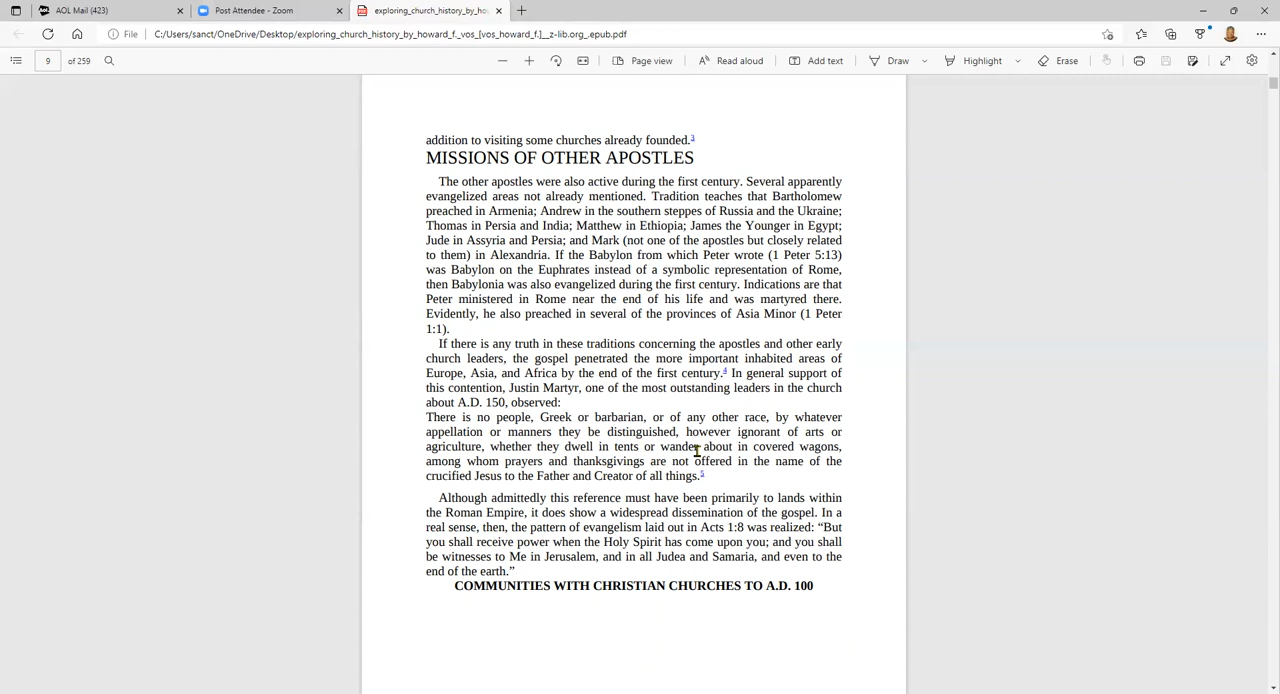 AOL Mail (423)
Post Attendee - Zoom
exploring_church_history_by_ho
File
C:/Users/sanct/OneDrive/Desktop/exploring_church_history_by_howard_f._vos_[vos_howard_f.]__z-lib.org_.epub.pdf
9
of 259
Page view
Read aloud
Add text
Draw
Highlight
Erase
addition to visiting some churches already founded.3
MISSIONS OF OTHER APOSTLES
The other apostles were also active during the first century. Several apparently
evangelized areas not already mentioned. Tradition teaches that Bartholomew
preached in Armenia; Andrew in the southern steppes of Russia and the Ukraine;
Thomas in Persia and India; Matthew in Ethiopia; James the Younger in Egypt;
Jude in Assyria and Persia; and Mark (not one of the apostles but closely related
to them) in Alexandria. If the Babylon from which Peter wrote (1 Peter 5:13)
was Babylon on the Euphrates instead of a symbolic representation of Rome,
then Babylonia was also evangelized during the first century. Indications are that
Peter ministered in Rome near the end of his life and was martyred there.
Evidently, he also preached in several of the provinces of Asia Minor (1 Peter
1:1).
If there is any truth in these traditions concerning the apostles and other early
church leaders, the gospel penetrated the more important inhabited areas of
Europe, Asia, and Africa by the end of the first century.4 In general support of
this contention, Justin Martyr, one of the most outstanding leaders in the church
about A.D. 150, observed:
There is no people, Greek or barbarian, or of any other race, by whatever
appellation or manners they be distinguished, however ignorant of arts or
agriculture, whether they dwell in tents or wander about in covered wagons,
among whom prayers and thanksgivings are not offered in the name of the
crucified Jesus to the Father and Creator of all things.5
Although admittedly this reference must have been primarily to lands within
the Roman Empire, it does show a widespread dissemination of the gospel. In a
real sense, then, the pattern of evangelism laid out in Acts 1:8 was realized: “But
you shall receive power when the Holy Spirit has come upon you; and you shall
be witnesses to Me in Jerusalem, and in all Judea and Samaria, and even to the
end of the earth.”
COMMUNITIES WITH CHRISTIAN CHURCHES TO A.D. 100